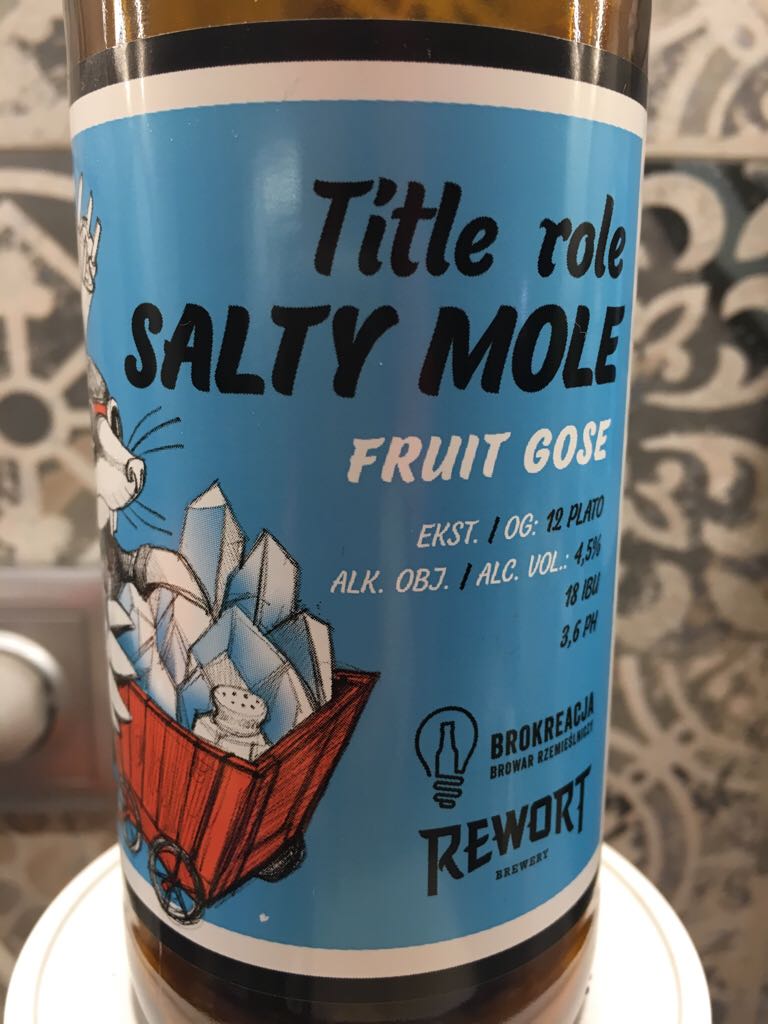 Title role
SALTY MOLE
FRUIT GOSE
EKST. / OG: 12 PLATO
ALK. OBJ. / ALC. VOL.: 4,5%
18 IBU
3,6 PH
BROKREACJA
BROWAR RZEMIEŚLNICZY
REWORT
BREWERY